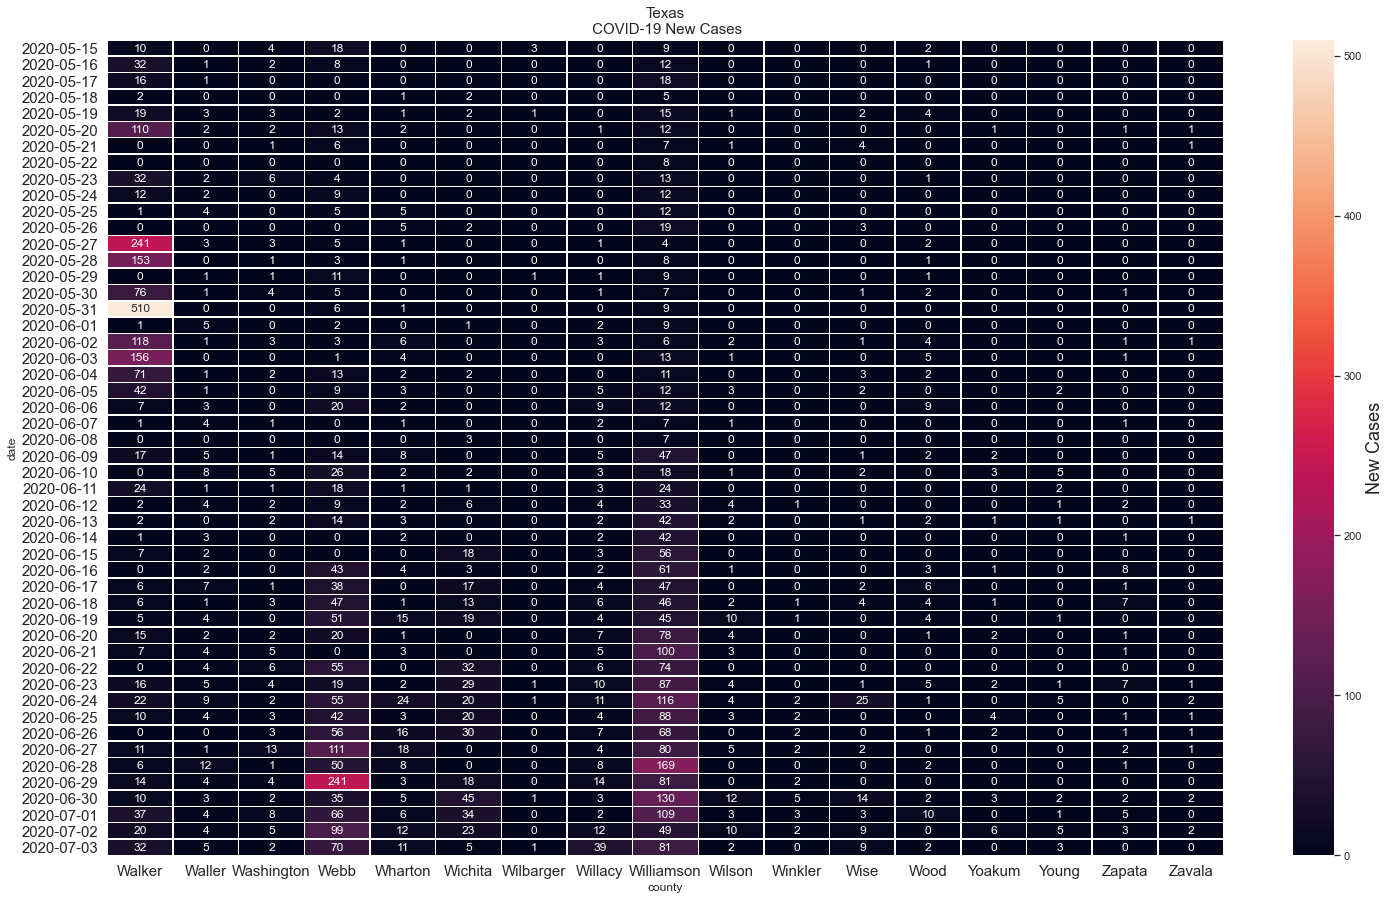 Texas
COVID-19 New Cases
2020-05-15 10 0 4 18 0 0 3 0 9 0 0 0 2 0 0 0 0
2020-05-16 32 1 2 8 0 0 0 0 12 0 0 0 1 0 0 0 0
2020-05-17 16 1 0 0 0 0 0 0 18 0 0 0 0 0 0 0 0
2020-05-18 2 0 0 0 1 2 0 0 5 0 0 0 0 0 0 0 0
2020-05-19 19 3 3 2 1 2 1 0 15 1 0 2 4 0 0 0 0
2020-05-20 110 2 2 13 2 0 0 1 12 0 0 0 0 1 0 1 1
2020-05-21 0 0 1 6 0 0 0 0 7 1 0 4 0 0 0 0 1
2020-05-22 0 0 0 0 0 0 0 0 8 0 0 0 0 0 0 0 0
2020-05-23 32 2 6 4 0 0 0 0 13 0 0 0 1 0 0 0 0
2020-05-24 12 2 0 9 0 0 0 0 12 0 0 0 0 0 0 0 0
2020-05-25 1 4 0 5 5 0 0 0 12 0 0 0 0 0 0 0 0
2020-05-26 0 0 0 0 5 2 0 0 19 0 0 3 0 0 0 0 0
2020-05-27 241 3 3 5 1 0 0 1 4 0 0 0 2 0 0 0 0
2020-05-28 153 0 1 3 1 0 0 0 8 0 0 0 1 0 0 0 0
2020-05-29 0 1 1 11 0 0 1 1 9 0 0 0 1 0 0 0 0
2020-05-30 76 1 4 5 0 0 0 1 7 0 0 1 2 0 0 1 0
2020-05-31 510 0 0 6 1 0 0 0 9 0 0 0 0 0 0 0 0
2020-06-01 1 5 0 2 0 1 0 2 9 0 0 0 0 0 0 0 0
2020-06-02 118 1 3 3 6 0 0 3 6 2 0 1 4 0 0 1 1
2020-06-03 156 0 0 1 4 0 0 0 13 1 0 0 5 0 0 1 0
2020-06-04 71 1 2 13 2 2 0 0 11 0 0 3 2 0 0 0 0
2020-06-05 42 1 0 9 3 0 0 5 12 3 0 2 0 0 2 0 0
2020-06-06 7 3 0 20 2 0 0 9 12 0 0 0 9 0 0 0 0
2020-06-07 1 4 1 0 1 0 0 2 7 1 0 0 0 0 0 1 0
2020-06-08 0 0 0 0 0 3 0 0 7 0 0 0 0 0 0 0 0
2020-06-09 17 5 1 14 8 0 0 5 47 0 0 1 2 2 0 0 0
2020-06-10 0 8 5 26 2 2 0 3 18 1 0 2 0 3 5 0 0
2020-06-11 24 1 1 18 1 1 0 3 24 0 0 0 0 0 2 0 0
2020-06-12 2 4 2 9 2 6 0 4 33 4 1 0 0 0 1 2 0
2020-06-13 2 0 2 14 3 0 0 2 42 2 0 1 2 1 1 0 1
2020-06-14 1 3 0 0 2 0 0 2 42 0 0 0 0 0 0 1 0
2020-06-15 7 2 0 0 0 18 0 3 56 0 0 0 0 0 0 0 0
2020-06-16 0 2 0 43 4 3 0 2 61 1 0 0 3 1 0 8 0
2020-06-17 6 7 1 38 0 17 0 4 47 0 0 2 6 0 0 1 0
2020-06-18 6 1 3 47 1 13 0 6 46 2 1 4 4 1 0 7 0
2020-06-19 5 4 0 51 15 19 0 4 45 10 1 0 4 0 1 0 0
2020-06-20 15 2 2 20 1 0 0 7 78 4 0 0 1 2 0 1 0
2020-06-21 7 4 5 0 3 0 0 5 100 3 0 0 0 0 0 1 0
2020-06-22 0 4 6 55 0 32 0 6 74 0 0 0 0 0 0 0 0
2020-06-23 16 5 4 19 2 29 1 10 87 4 0 1 5 2 1 7 1
2020-06-24 22 9 2 55 24 20 1 11 116 4 2 25 1 0 5 0 2
2020-06-25 10 4 3 42 3 20 0 4 88 3 2 0 0 4 0 1 1
2020-06-26 0 0 3 56 16 30 0 7 68 0 2 0 1 2 0 1 1
2020-06-27 11 1 13 111 18 0 0 4 80 5 2 2 0 0 0 2 1
2020-06-28 6 12 1 50 8 0 0 8 169 0 0 0 2 0 0 1 0
2020-06-29 14 4 4 241 3 18 0 14 81 0 2 0 0 0 0 0 0
2020-06-30 10 3 2 35 5 45 1 3 130 12 5 14 2 3 2 2 2
2020-07-01 37 4 8 66 6 34 0 2 109 3 3 3 10 0 1 5 0
2020-07-02 20 4 5 99 12 23 0 12 49 10 2 9 0 6 5 3 2
2020-07-03 32 5 2 70 11 5 1 39 81 2 0 9 2 0 3 0 0
Walker Waller Washington Webb Wharton Wichita Wilbarger Willacy Williamson Wilson Winkler Wise Wood Yoakum Young Zapata Zavala
county
date
500
400
300
200
100
0
New Cases